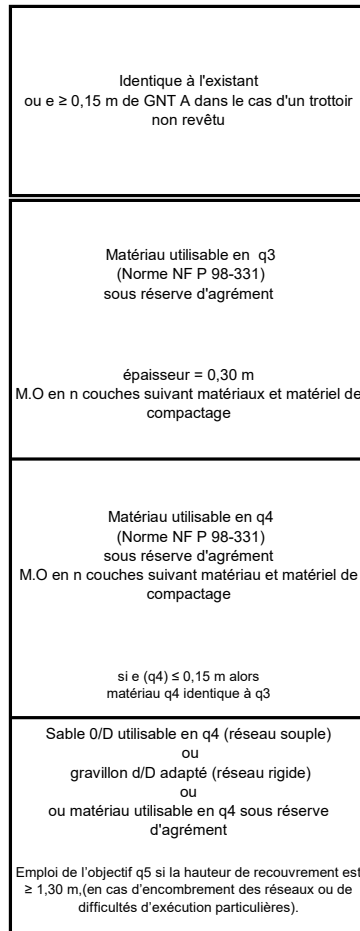 Identique à l'existant
ou e ≥ 0,15 m de GNT A dans le cas d'un trottoir
non revêtu
Matériau utilisable en q3
(Norme NF P 98-331)
sous réserve d'agrément
épaisseur = 0,30 m
M.O en n couches suivant matériaux et matériel de
compactage
Matériau utilisable en q4
(Norme NF P 98-331)
sous réserve d'agrément
M.O en n couches suivant matériau et matériel de
compactage
si e (q4) ≤ 0,15 m alors
matériau q4 identique à q3
Sable 0/D utilisable en q4 (réseau souple)
ou
gravillon d/D adapté (réseau rigide)
ou
ou matériau utilisable en q4 sous réserve
d'agrément
Emploi de l'objectif q5 si la hauteur de recouvrement est
≥ 1,30 m,(en cas d'encombrement des réseaux ou de
difficultés d'exécution particulières).